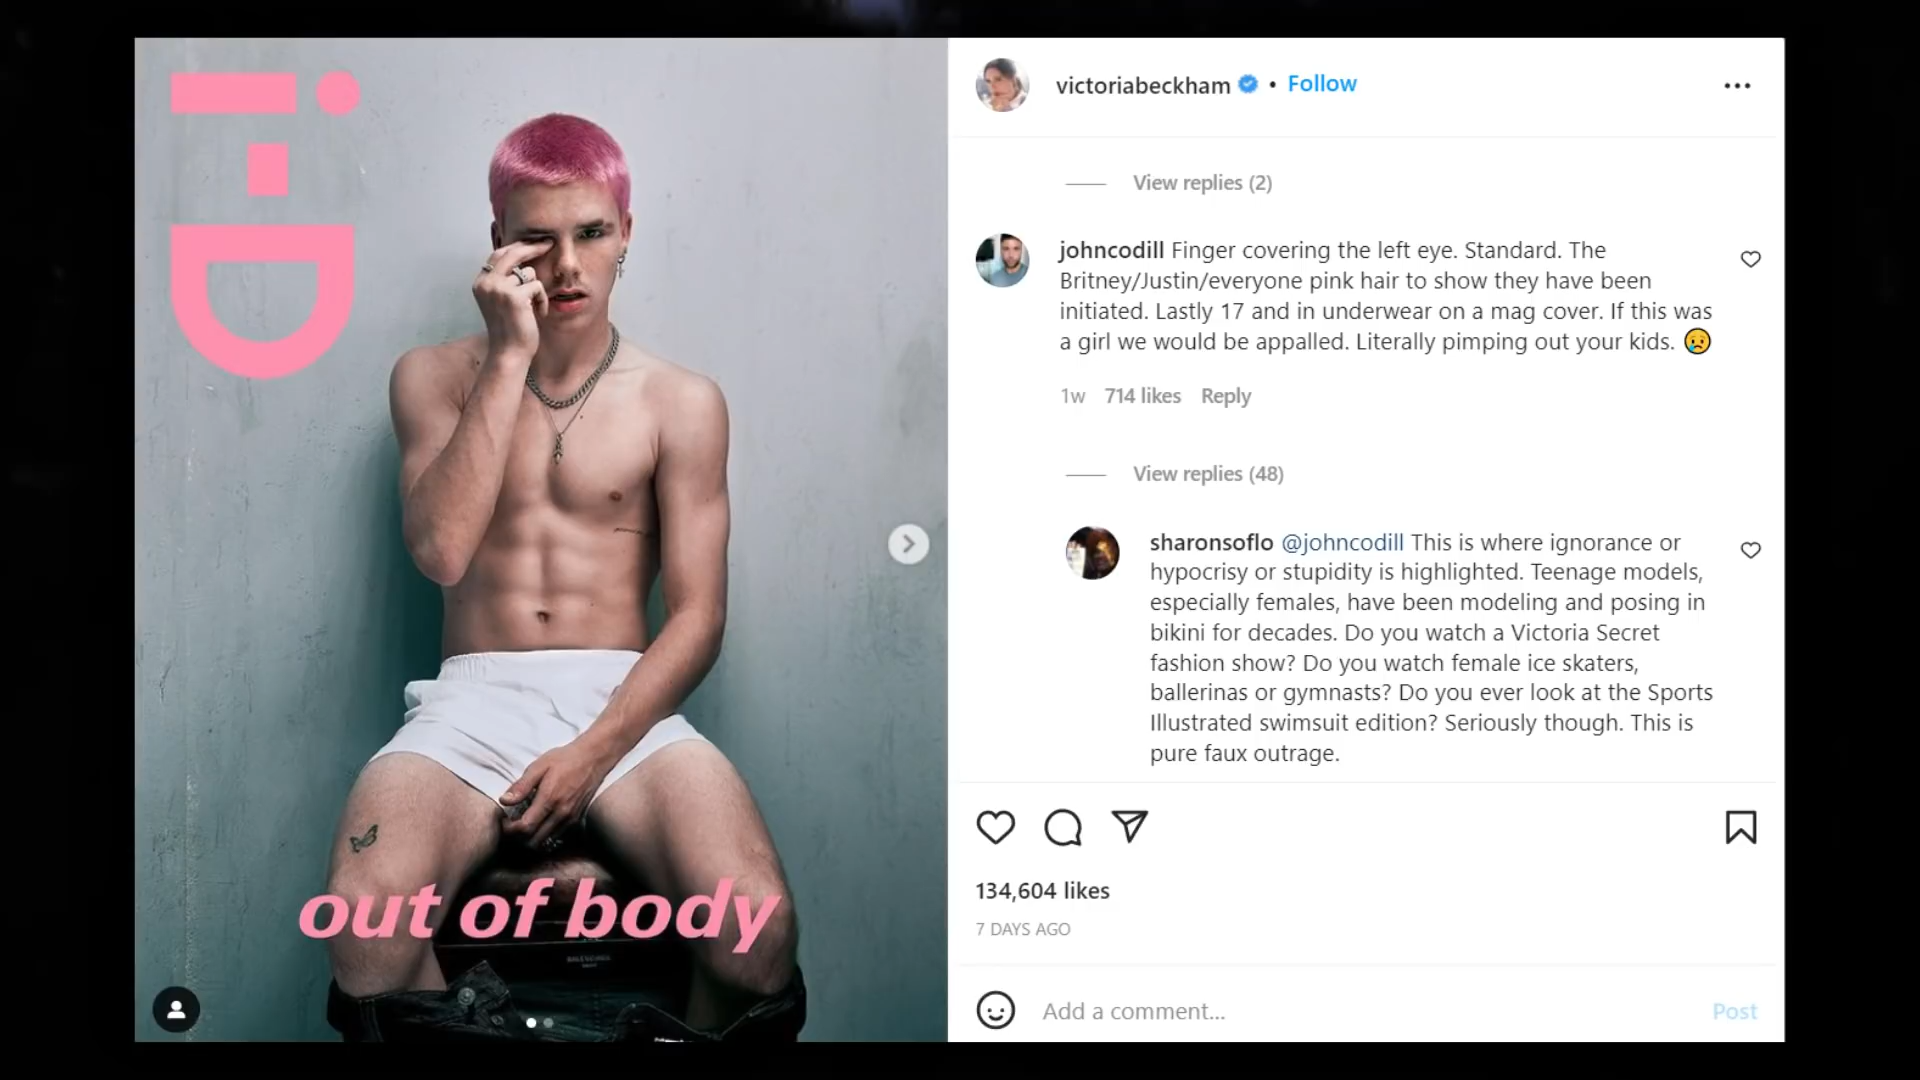 i-D
out of body
BALENCIAGA
victoriabeckham • Follow
View replies (2)
johncodill Finger covering the left eye. Standard. The
Britney/Justin/everyone pink hair to show they have been
initiated. Lastly 17 and in underwear on a mag cover. If this was
a girl we would be appalled. Literally pimping out your kids. 😢
1w 714 likes Reply
View replies (48)
sharonsoflo @johncodill This is where ignorance or
hypocrisy or stupidity is highlighted. Teenage models,
especially females, have been modeling and posing in
bikini for decades. Do you watch a Victoria Secret
fashion show? Do you watch female ice skaters,
ballerinas or gymnasts? Do you ever look at the Sports
Illustrated swimsuit edition? Seriously though. This is
pure faux outrage.
134,604 likes
7 DAYS AGO
Add a comment...
Post